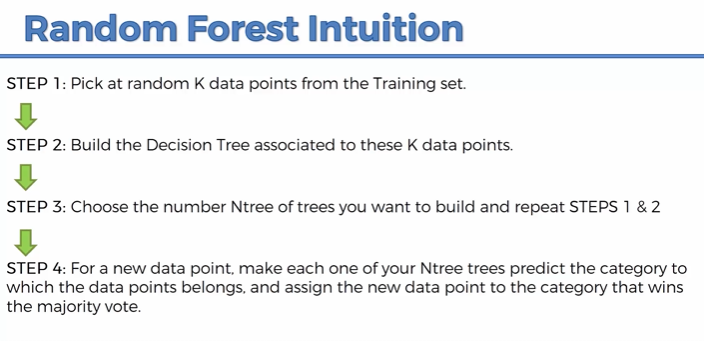 Random Forest Intuition
STEP 1: Pick at random K data points from the Training set.
STEP 2: Build the Decision Tree associated to these K data points.
STEP 3: Choose the number Ntree of trees you want to build and repeat STEPS 1 & 2
STEP 4: For a new data point, make each one of your Ntree trees predict the category to
which the data points belongs, and assign the new data point to the category that wins
the majority vote.